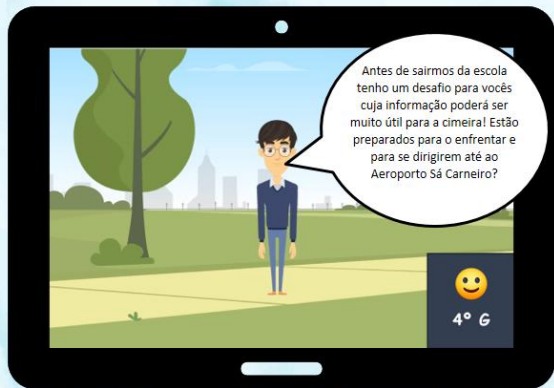 Antes de sairmos da escola
tenho um desafio para vocês
cuja informação poderá ser
muito útil para a cimeira! Estão
preparados para o enfrentar e
para se dirigirem até ao
Aeroporto Sá Carneiro?
4º G